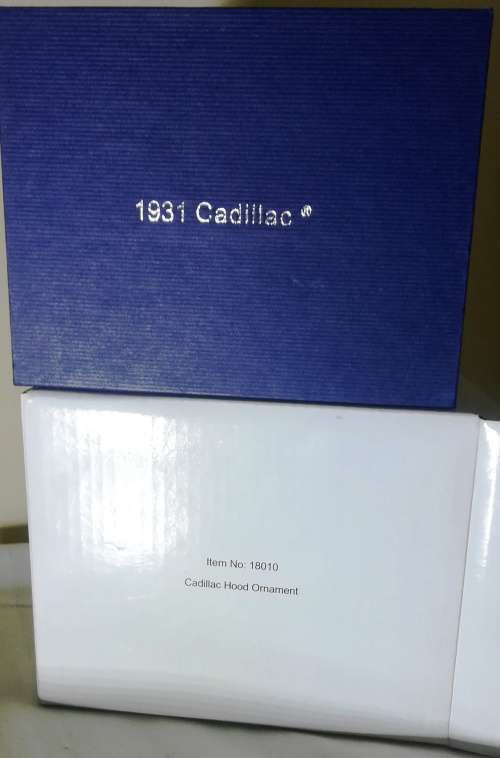 1931 Cadillac ®
Item No: 18010
Cadillac Hood Ornament